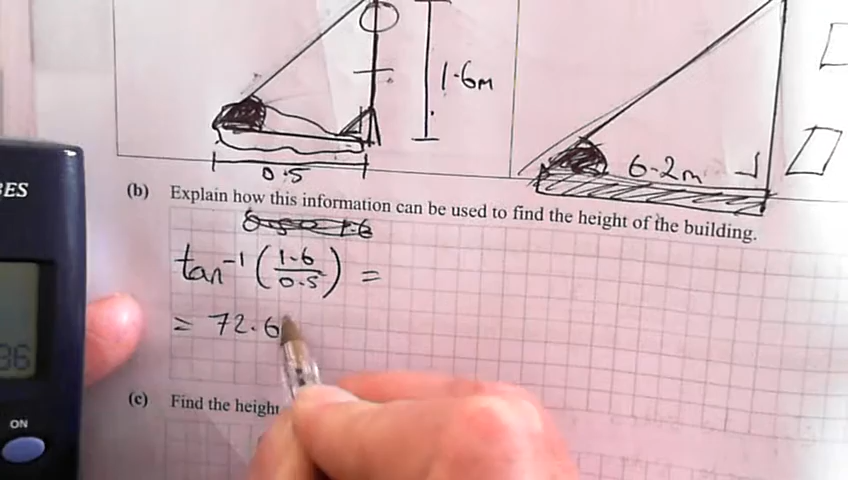 1.6m
0.5
6.2m
(b) Explain how this information can be used to find the height of the building.
tan⁻¹(1.6/0.5) =
= 72.6
ON
36
(c) Find the height